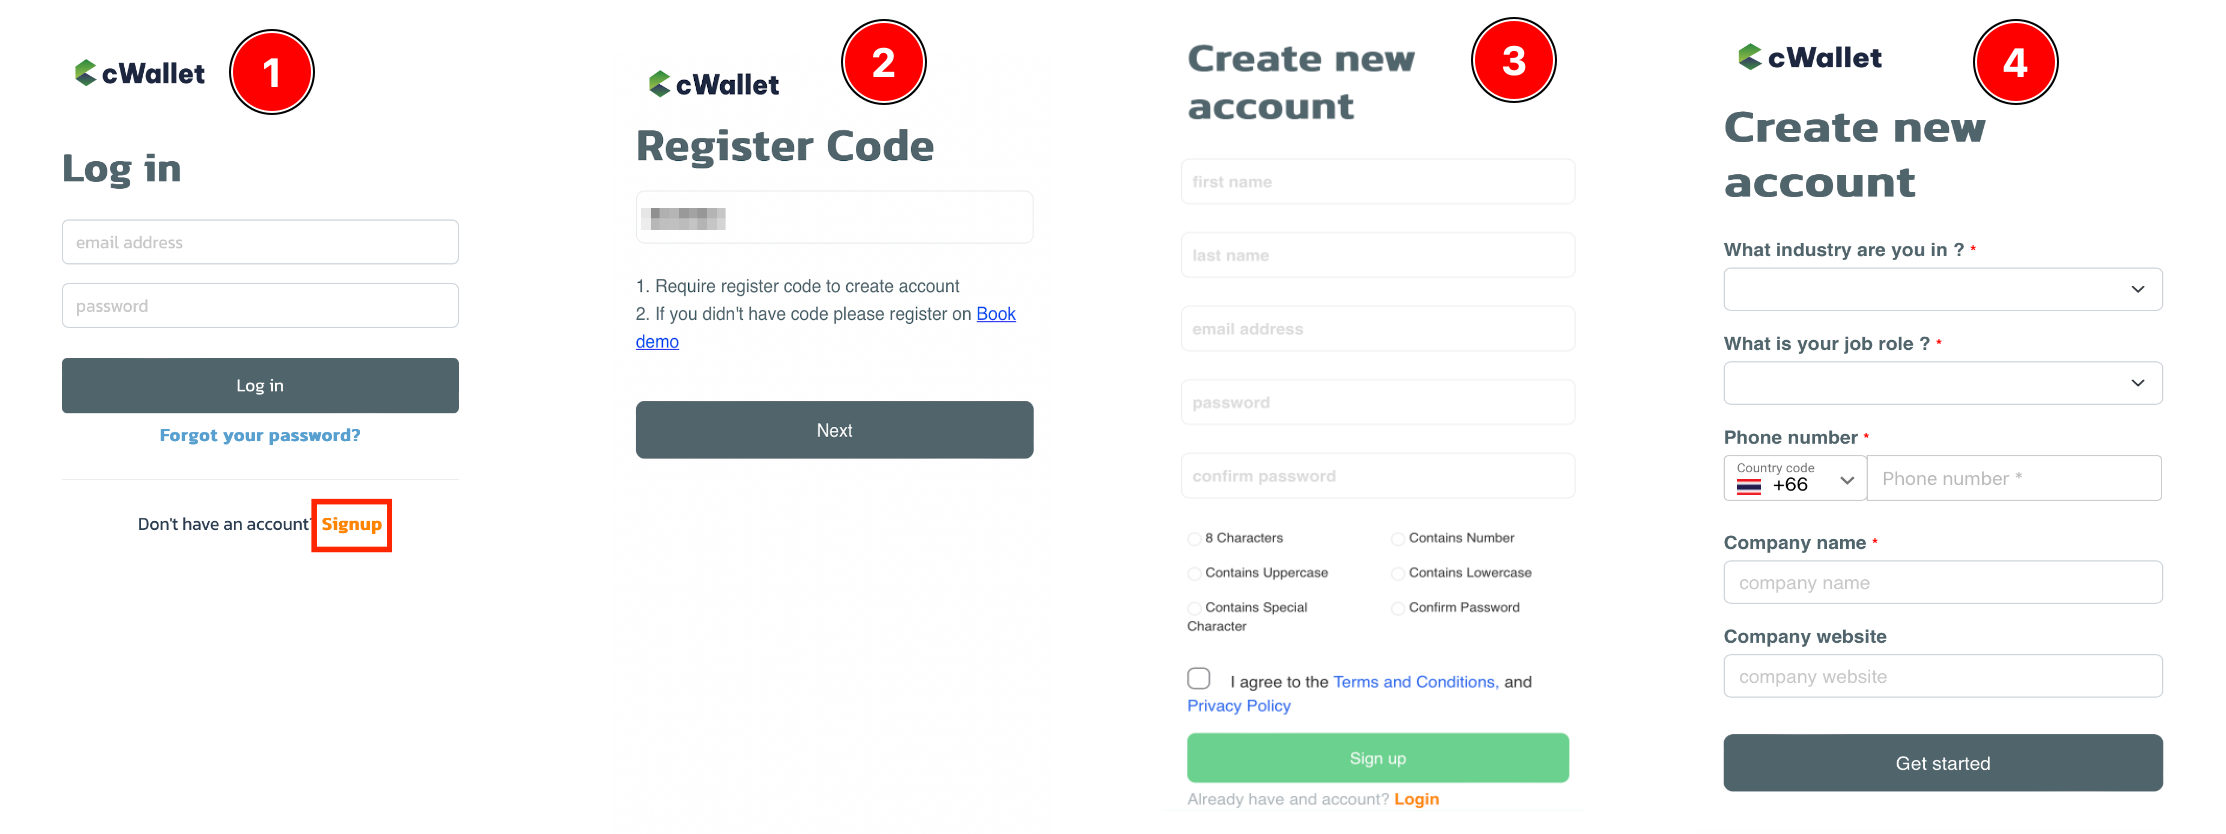 cWallet
1
Log in
email address
password
Log in
Forgot your password?
Don't have an account? Signup
2
cWallet
Register Code
1. Require register code to create account
2. If you didn't have code please register on Book
demo
Next
3
Create new
account
first name
last name
email address
password
confirm password
8 Characters
Contains Number
Contains Uppercase
Contains Lowercase
Contains Special
Character
Confirm Password
I agree to the Terms and Conditions, and
Privacy Policy
Sign up
Already have and account? Login
4
cWallet
Create new
account
What industry are you in ? *
What is your job role ? *
Phone number *
Country code
+66
Phone number *
Company name *
company name
Company website
company website
Get started